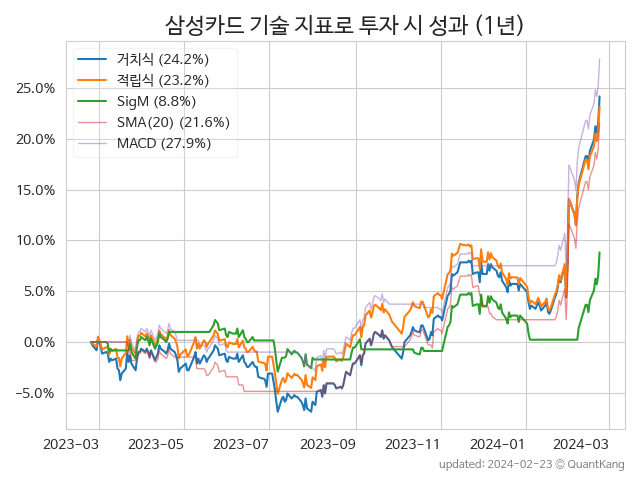 삼성카드 기술 지표로 투자 시 성과 (1년)
거치식 (24.2%)
적립식 (23.2%)
SigM (8.8%)
SMA(20) (21.6%)
MACD (27.9%)
25.0%
20.0%
15.0%
10.0%
5.0%
0.0%
−5.0%
2023-03 2023-05 2023-07 2023-09 2023-11 2024-01 2024-03
updated: 2024-02-23 © QuantKang